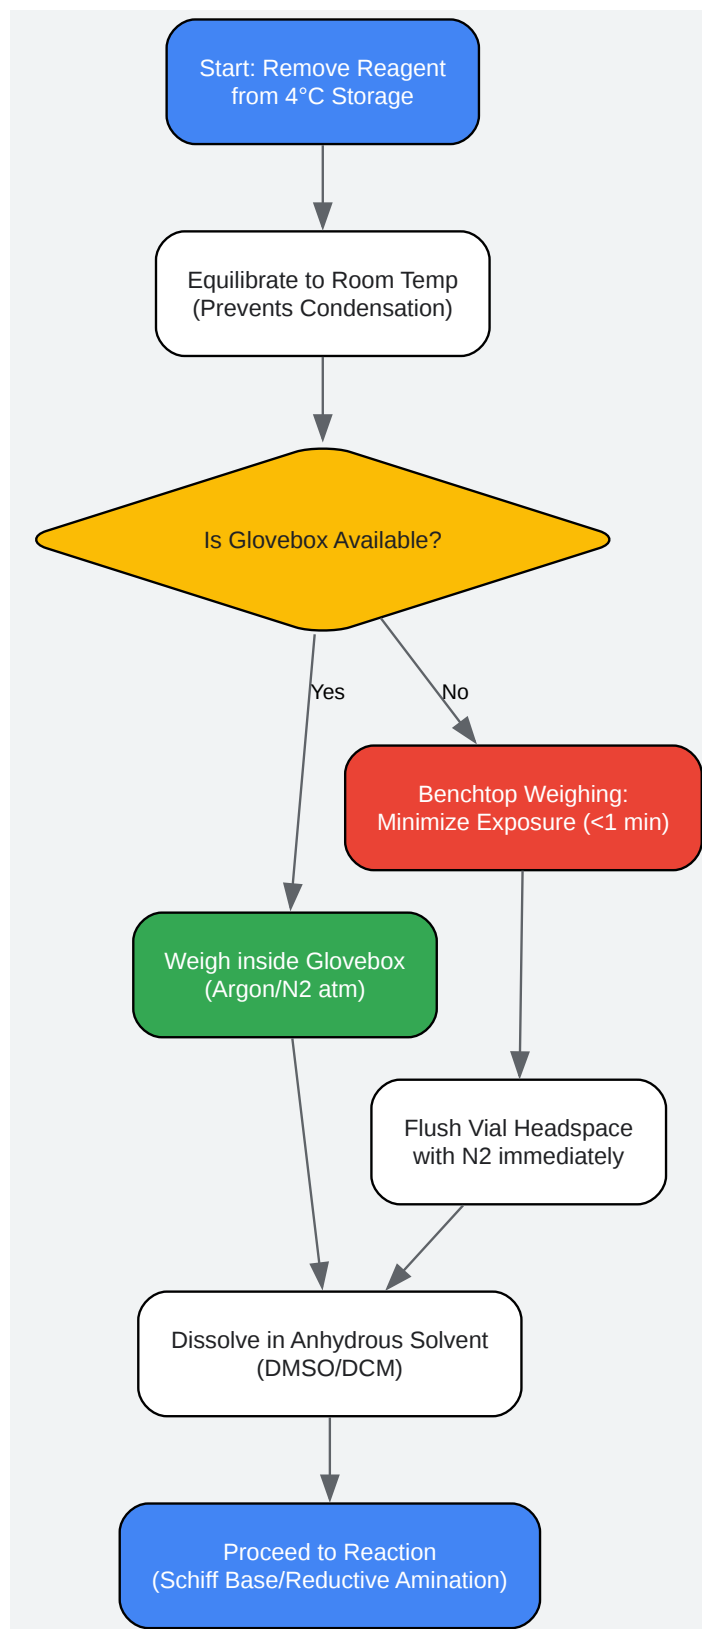 Start: Remove Reagent
from 4°C Storage
Equilibrate to Room Temp
(Prevents Condensation)
Is Glovebox Available?
Yes
No
Benchtop Weighing:
Minimize Exposure (<1 min)
Weigh inside Glovebox
(Argon/N2 atm)
Flush Vial Headspace
with N2 immediately
Dissolve in Anhydrous Solvent
(DMSO/DCM)
Proceed to Reaction
(Schiff Base/Reductive Amination)